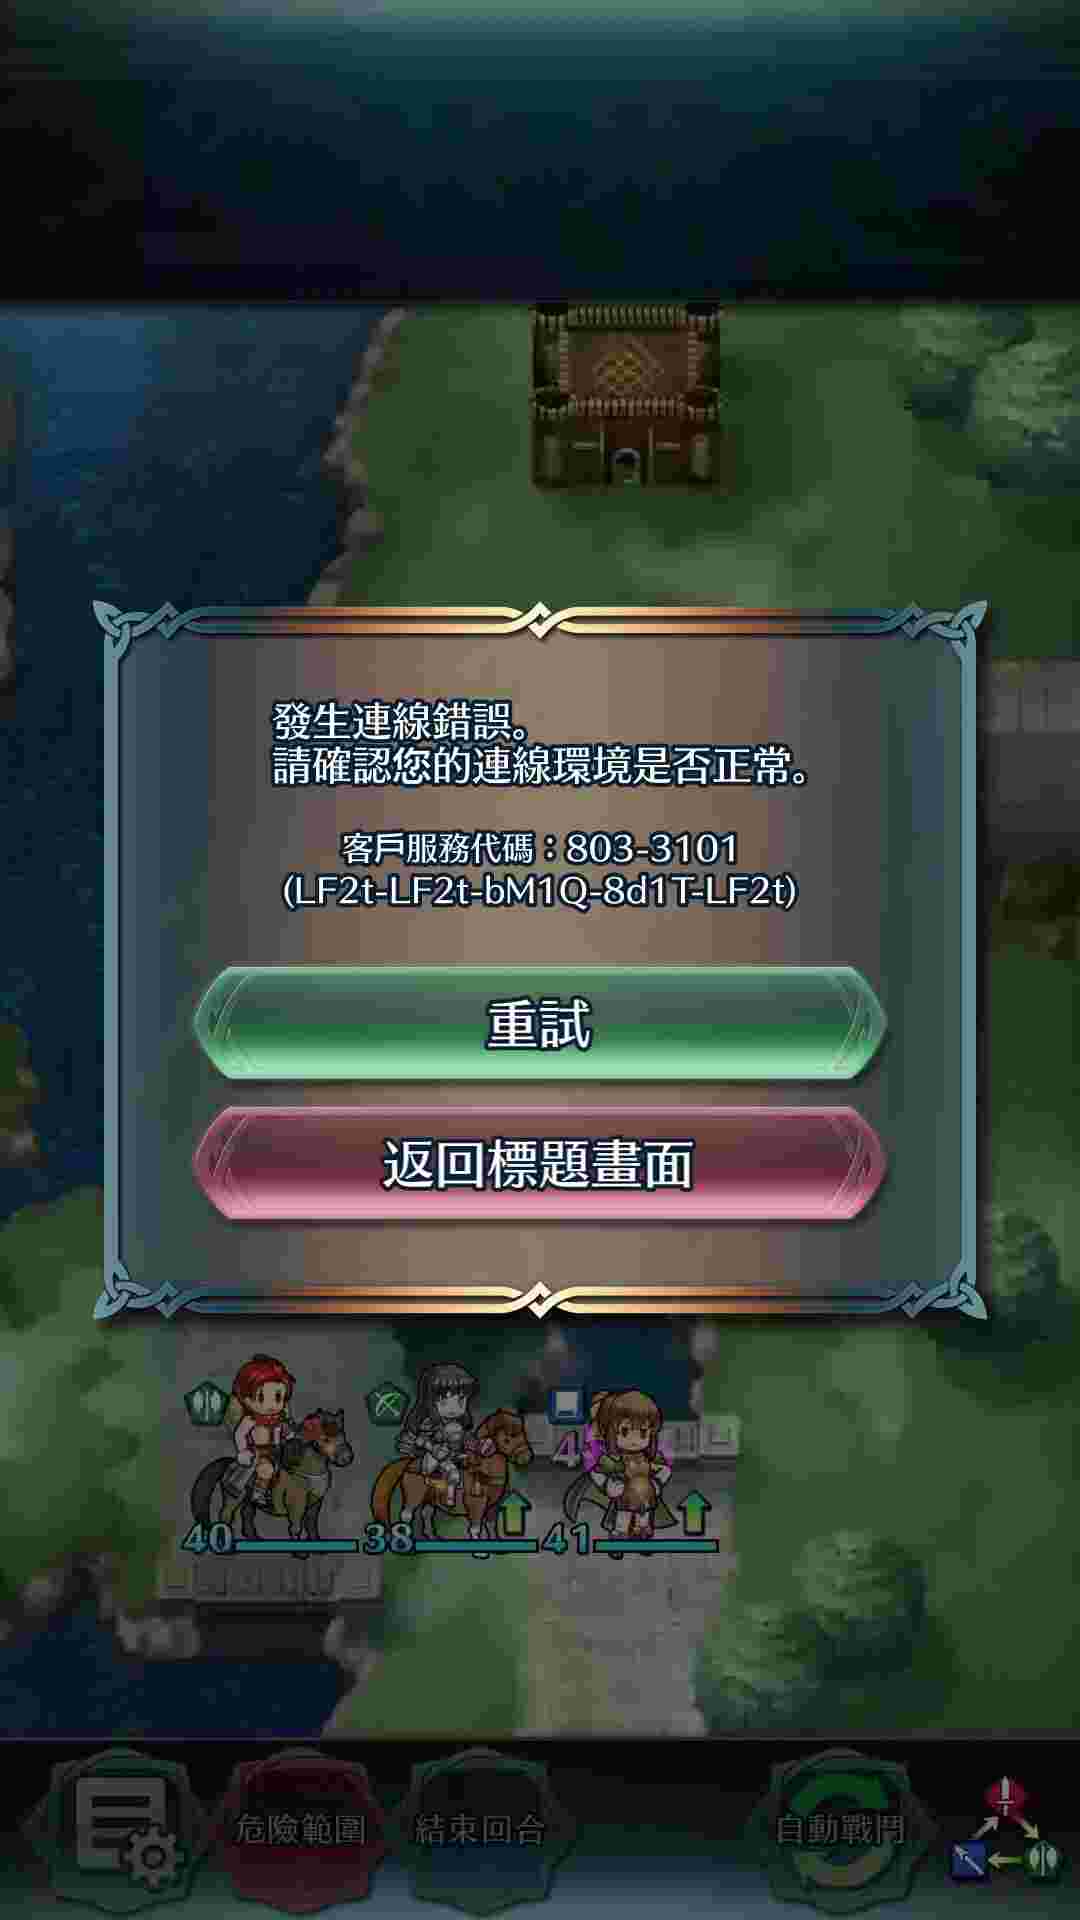 發生連線錯誤。
請確認您的連線環境是否正常。
客戶服務代碼：803-3101
(LF2t-LF2t-bM1Q-8d1T-LF2t)
重試
返回標題畫面
4
40
38
41
危險範圍
結束回合
自動戰鬥